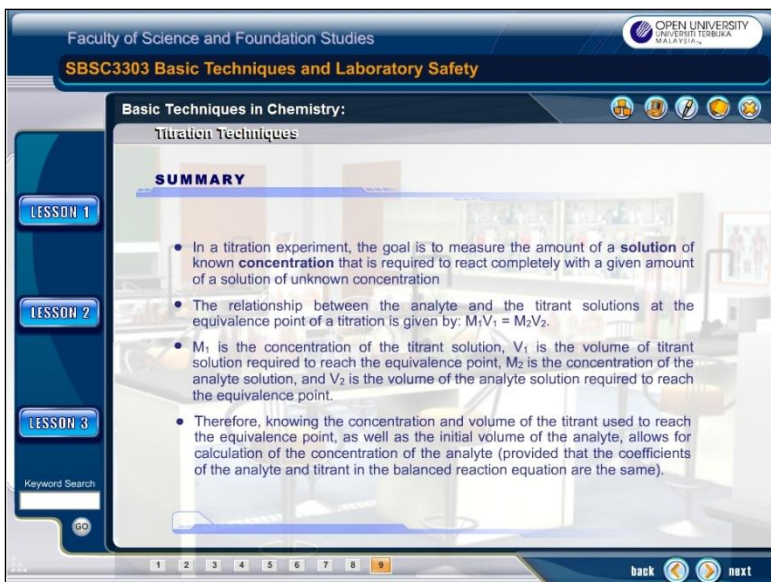 Faculty of Science and Foundation Studies
OPEN UNIVERSITY
UNIVERSITI TERBUKA
MALAYSIA
SBSC3303 Basic Techniques and Laboratory Safety
Basic Techniques in Chemistry:
Titration Techniques
SUMMARY
LESSON 1
LESSON 2
LESSON 3
Keyword Search
GO
• In a titration experiment, the goal is to measure the amount of a solution of
known concentration that is required to react completely with a given amount
of a solution of unknown concentration
• The relationship between the analyte and the titrant solutions at the
equivalence point of a titration is given by: M₁V₁ = M₂V₂.
• M₁ is the concentration of the titrant solution, V₁ is the volume of titrant
solution required to reach the equivalence point, M₂ is the concentration of the
analyte solution, and V₂ is the volume of the analyte solution required to reach
the equivalence point.
• Therefore, knowing the concentration and volume of the titrant used to reach
the equivalence point, as well as the initial volume of the analyte, allows for
calculation of the concentration of the analyte (provided that the coefficients
of the analyte and titrant in the balanced reaction equation are the same).
1 2 3 4 5 6 7 8 9
back next